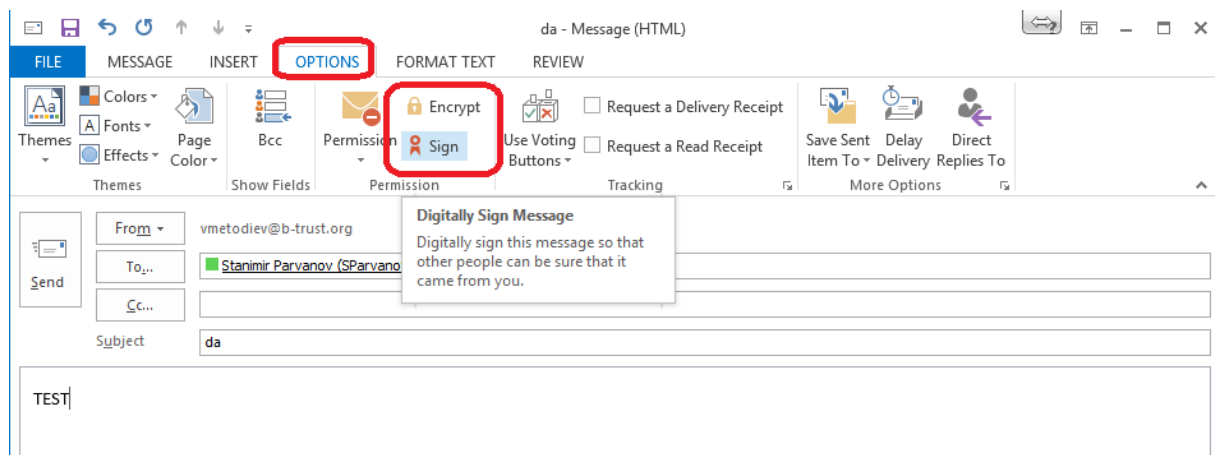 da - Message (HTML)
FILE MESSAGE INSERT OPTIONS FORMAT TEXT REVIEW
Aa Colors Encrypt Request a Delivery Receipt
A Fonts
Themes Page Color Bcc Permission Sign Use Voting Buttons Request a Read Receipt Save Sent Item To Delay Delivery Direct Replies To
Effects
Themes Show Fields Permission Tracking More Options
Digitally Sign Message
Digitally sign this message so that
other people can be sure that it
came from you.
From vmetodiev@b-trust.org
To... Stanimir Parvanov (SParvano
Send
Cc...
Subject da
TEST